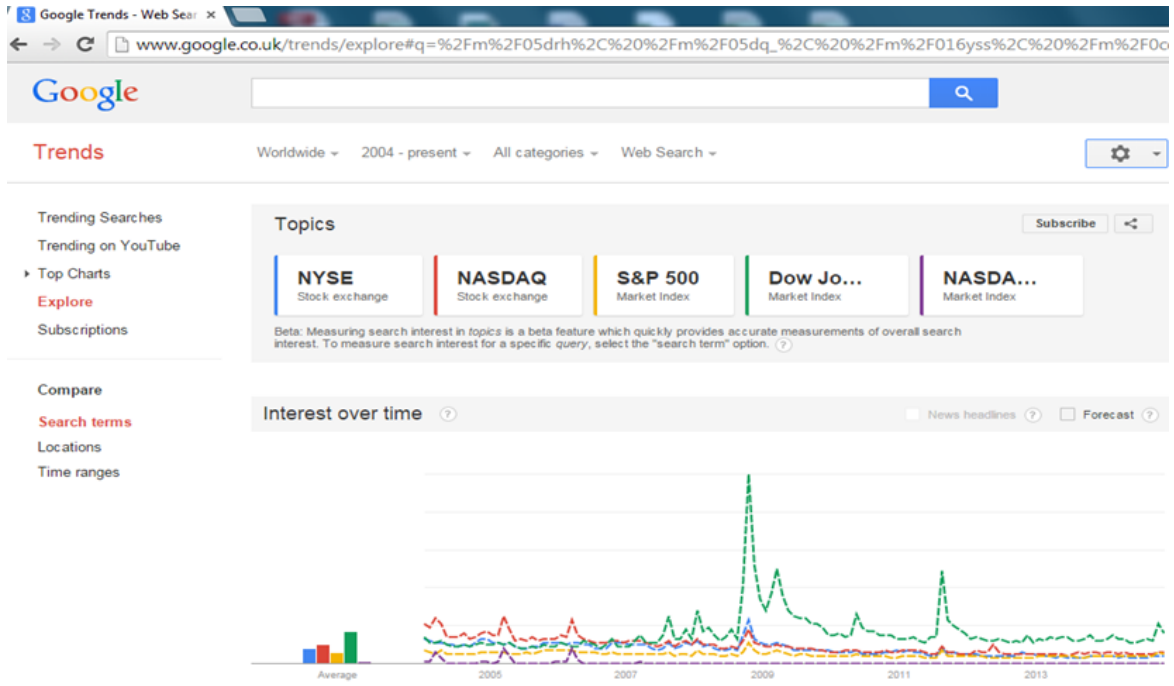 Google Trends - Web Sear
www.google.co.uk/trends/explore#q=%2Fm%2F05drh%2C%20%2Fm%2F05dq_%2C%20%2Fm%2F016yss%2C%20%2Fm%2F0c
Google
Trends
Worldwide 2004 - present All categories Web Search
Trending Searches
Trending on YouTube
Top Charts
Explore
Subscriptions
Compare
Search terms
Locations
Time ranges
Topics
Subscribe
NYSE
Stock exchange
NASDAQ
Stock exchange
S&P 500
Market Index
Dow Jo...
Market Index
NASDA...
Market Index
Beta: Measuring search interest in topics is a beta feature which quickly provides accurate measurements of overall search
interest. To measure search interest for a specific query, select the "search term" option. ?
Interest over time ?
News headlines ? Forecast ?
Average 2005 2007 2009 2011 2013